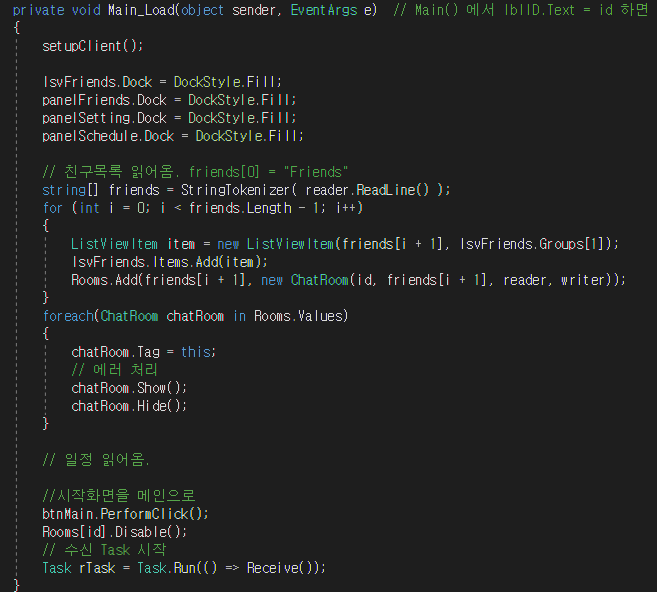 private void Main_Load(object sender, EventArgs e)  // Main() 에서 lblID.Text = id 하면
{
    setupClient();

    lsvFriends.Dock = DockStyle.Fill;
    panelFriends.Dock = DockStyle.Fill;
    panelSetting.Dock = DockStyle.Fill;
    panelSchedule.Dock = DockStyle.Fill;

    // 친구목록 읽어옴. friends[0] = "Friends"
    string[] friends = StringTokenizer( reader.ReadLine() );
    for (int i = 0; i < friends.Length - 1; i++)
    {
        ListViewItem item = new ListViewItem(friends[i + 1], lsvFriends.Groups[1]);
        lsvFriends.Items.Add(item);
        Rooms.Add(friends[i + 1], new ChatRoom(id, friends[i + 1], reader, writer));
    }
    foreach(ChatRoom chatRoom in Rooms.Values)
    {
        chatRoom.Tag = this;
        // 에러 처리
        chatRoom.Show();
        chatRoom.Hide();
    }

    // 일정 읽어옴.

    //시작화면을 메인으로
    btnMain.PerformClick();
    Rooms[id].Disable();
    // 수신 Task 시작
    Task rTask = Task.Run(() => Receive());
}